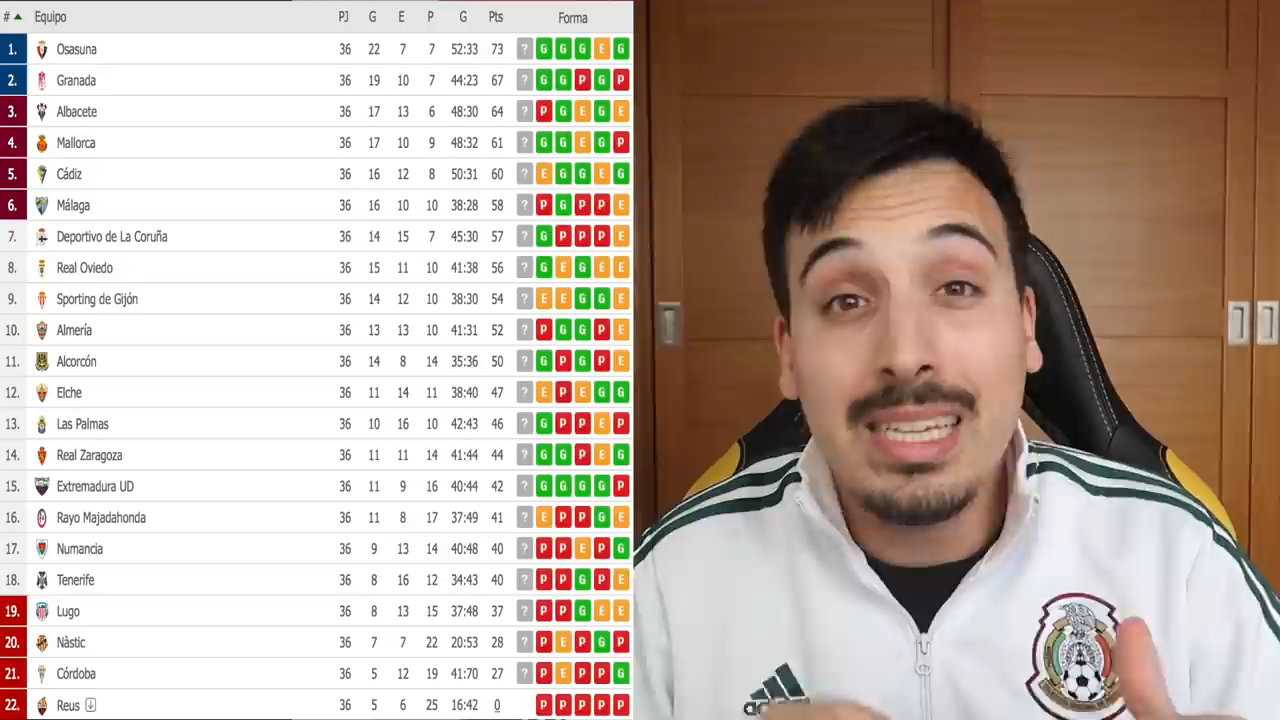 # Equipo PJ G E P G Pts Forma
1. Osasuna 36 22 7 7 52:33 73 ? G G G E G
2. Granada 36 19 10 7 44:23 67 ? G G P G P
3. Albacete 36 17 13 6 48:30 64 ? P G E G E
4. Mallorca 36 17 10 9 48:32 61 ? G G E G P
5. Cádiz 36 16 12 8 50:31 60 ? E G G E G
6. Málaga 36 16 10 10 38:28 58 ? P G P P E
7. Deportivo de La Coruña 36 14 15 7 45:30 57 ? G P P P E
8. Real Oviedo 36 15 11 10 41:38 56 ? G E G E E
9. Sporting de Gijón 36 14 12 10 38:30 54 ? E E G G E
10. Almería 36 13 13 10 41:31 52 ? P G G P E
11. Alcorcón 36 14 8 14 35:36 50 ? G P G P E
12. Elche 36 11 14 11 38:40 47 ? E P E G G
13. Las Palmas 36 10 16 10 42:43 46 ? G P P E P
14. Real Zaragoza 36 11 11 14 41:44 44 ? G G P E G
15. Extremadura UD 36 11 9 16 40:46 42 ? G G G G P
16. Rayo Majadahonda 36 11 8 17 37:49 41 ? E P P G E
17. Numancia 36 9 13 14 40:48 40 ? P P E P G
18. Tenerife 36 8 16 12 34:43 40 ? P P G P E
19. Lugo 36 8 13 15 37:48 37 ? P P G E E
20. Nàstic 36 7 7 22 20:53 28 ? P E P G P
21. Córdoba 36 5 12 19 41:70 27 ? P E P P G
22. Reus 36 5 6 25 16:42 0 P P P P P